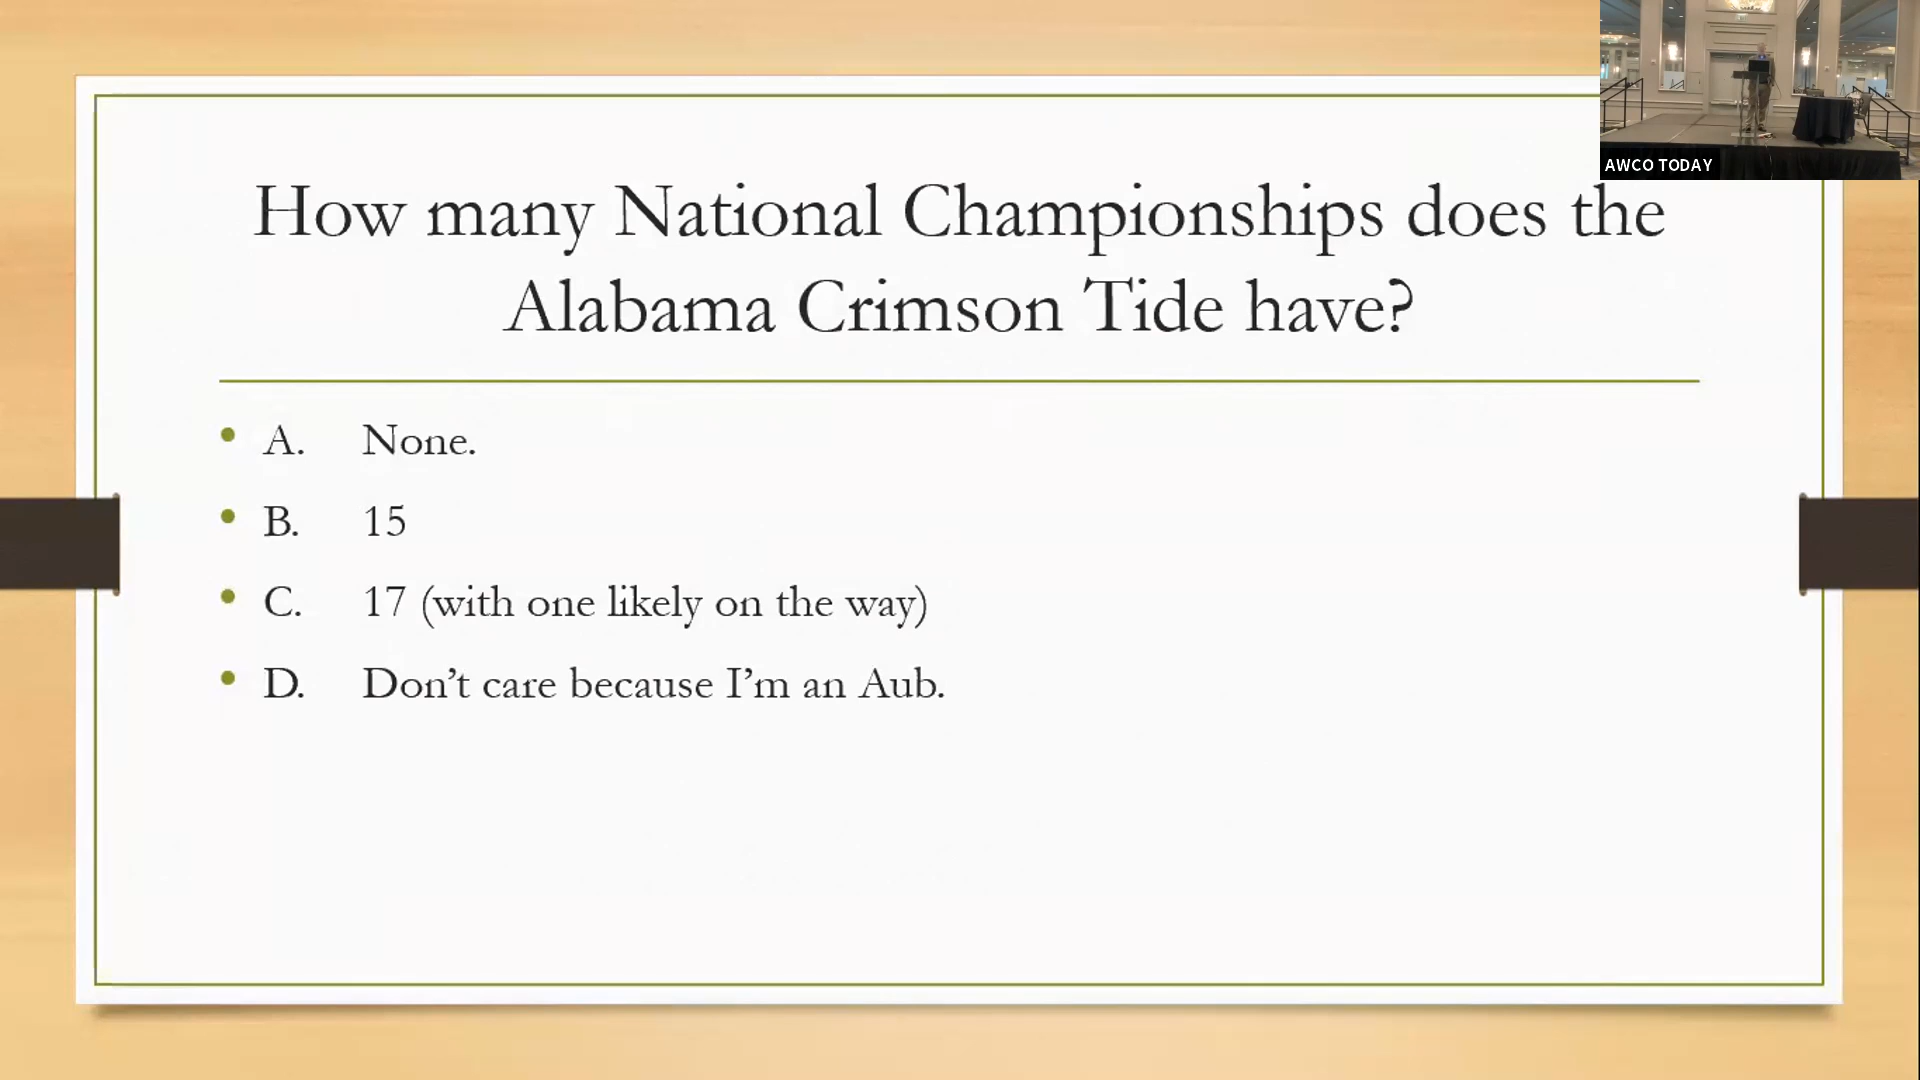 How many National Championships does the
Alabama Crimson Tide have?
• A. None.
• B. 15
• C. 17 (with one likely on the way)
• D. Don’t care because I’m an Aub.
AWCO TODAY